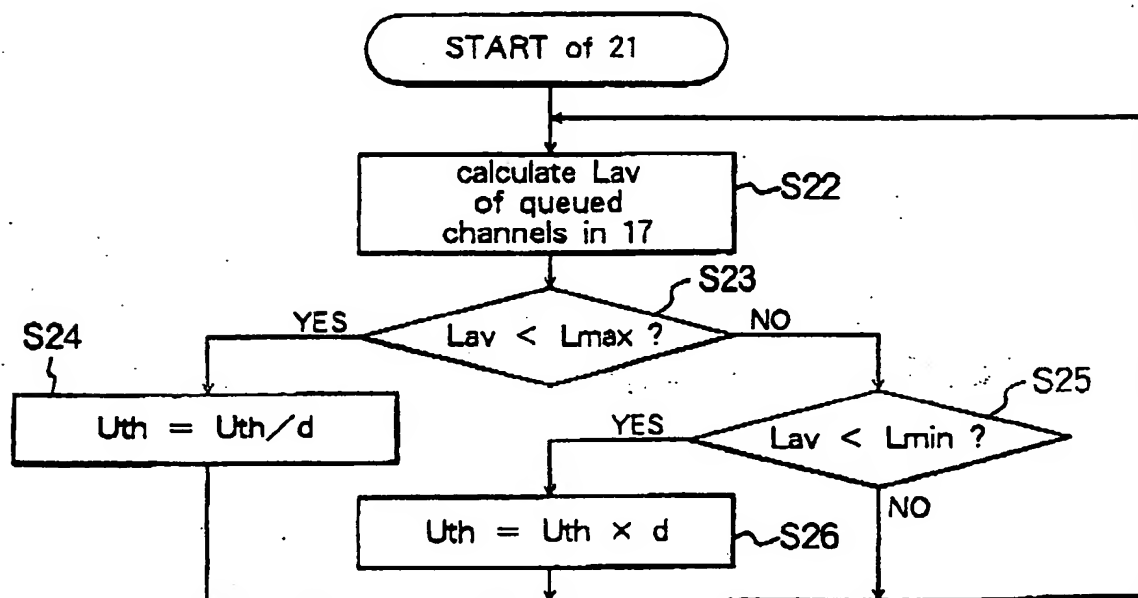 START of 21
calculate Lav
of queued
channels in 17
S22
S23
YES
Lav < Lmax ?
NO
S24
Uth = Uth/d
S25
YES
Lav < Lmin ?
NO
Uth = Uth × d
S26